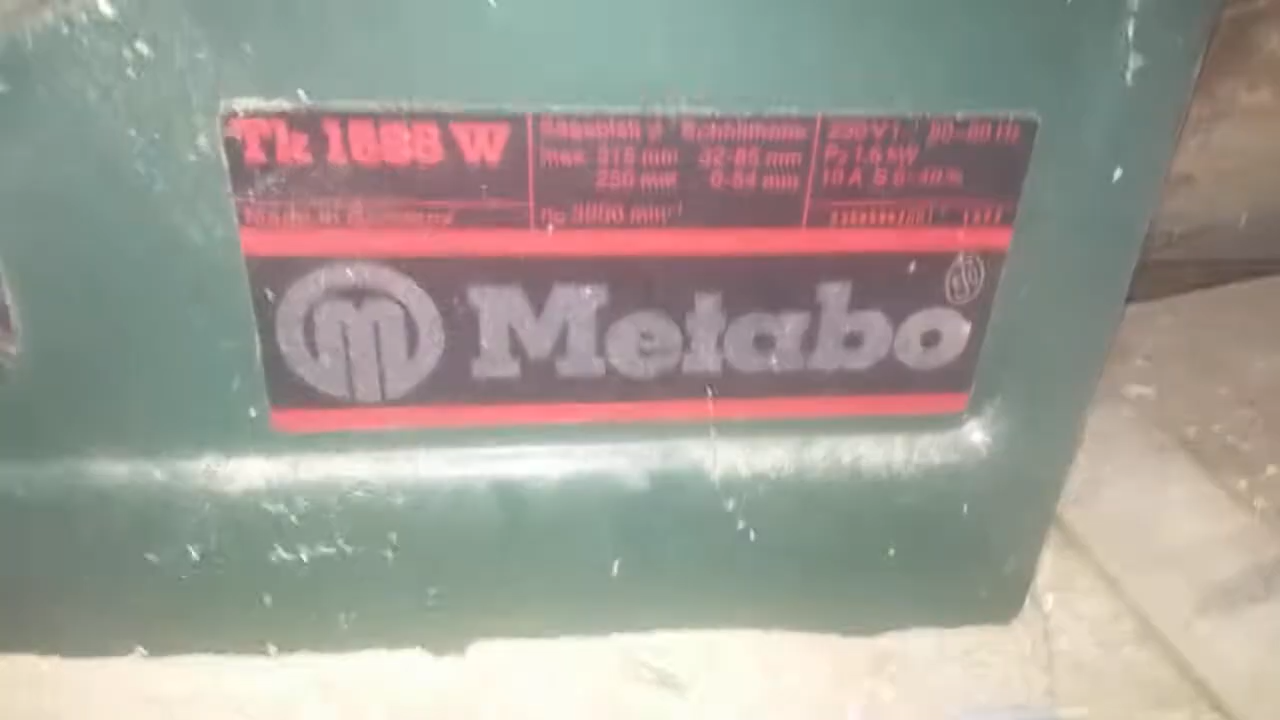 Tk 1688 W
Made in Germany
Sägeblatt ø Schnitthöhe
max. 315 mm 32-85 mm
250 mm 0-54 mm
n₀ 3000 min⁻¹
230 V 1~ 50-60 Hz
P₂ 1,6 kW
10 A S 6-40%
Metabo